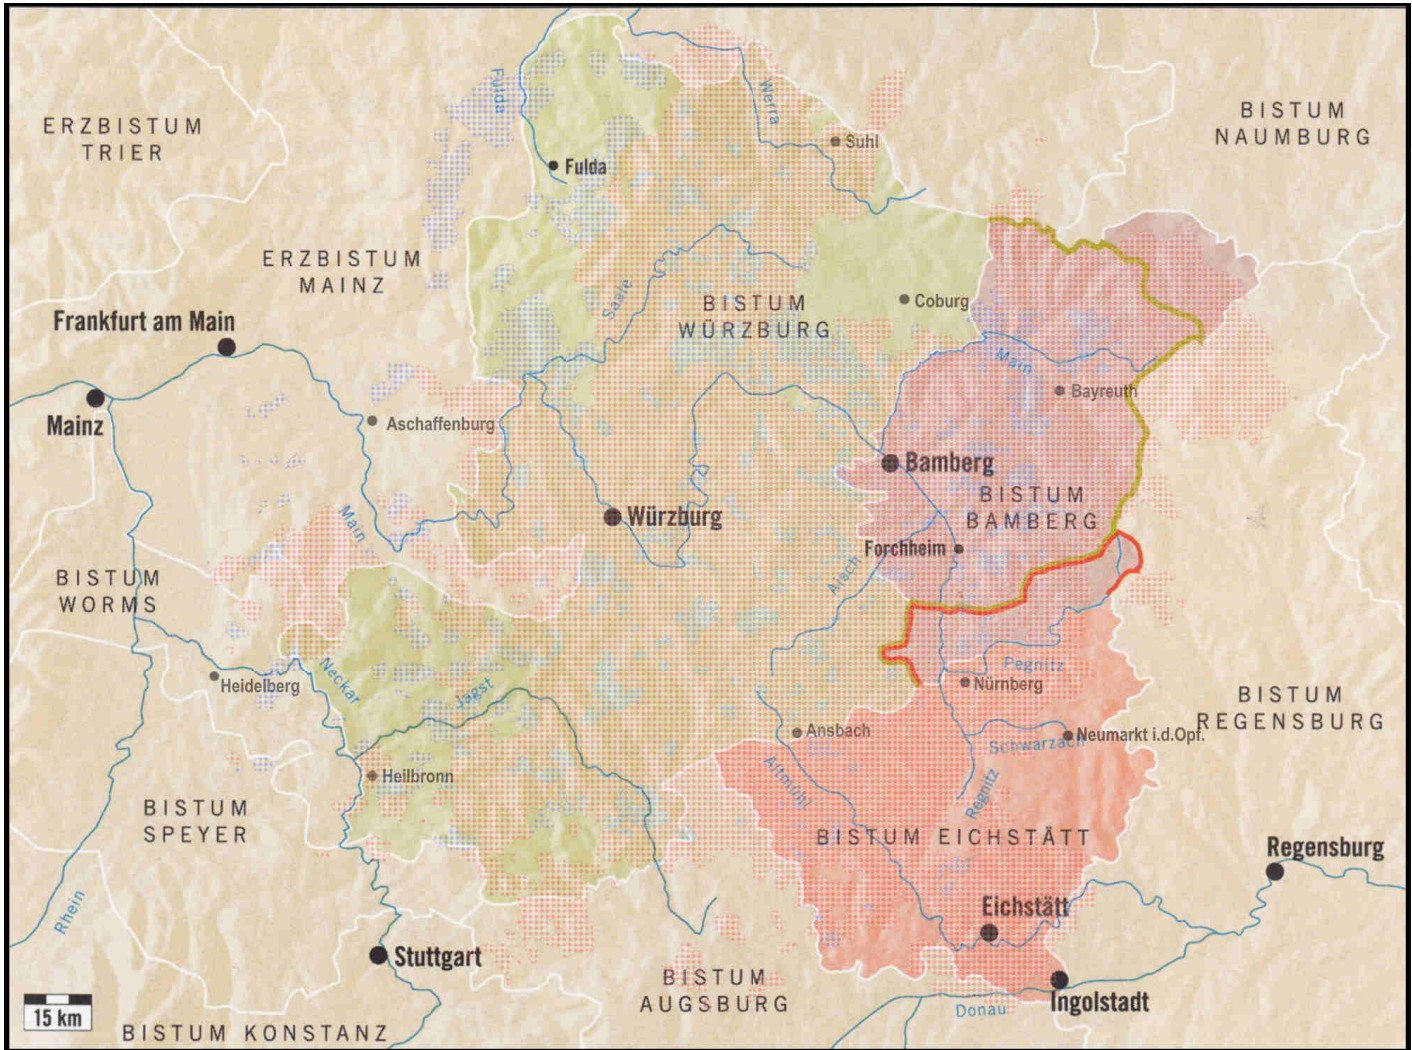 BISTUM
NAUMBURG
ERZBISTUM
TRIER
Fulda
Werra
Suhl
Fulda
ERZBISTUM
MAINZ
Saale
BISTUM
WÜRZBURG
Coburg
Frankfurt am Main
Main
Bayreuth
Mainz
Aschaffenburg
Bamberg
BISTUM
BAMBERG
Main
Würzburg
Forchheim
Aisch
BISTUM
WORMS
Pegnitz
Nürnberg
Heidelberg
Neckar
Jagst
BISTUM
REGENSBURG
Ansbach
Neumarkt i.d.Opf.
Schwarzach
Altmühl
Regnitz
Heilbronn
BISTUM
SPEYER
BISTUM EICHSTÄTT
Regensburg
Rhein
Eichstätt
Stuttgart
BISTUM
AUGSBURG
Ingolstadt
Donau
15 km
BISTUM KONSTANZ